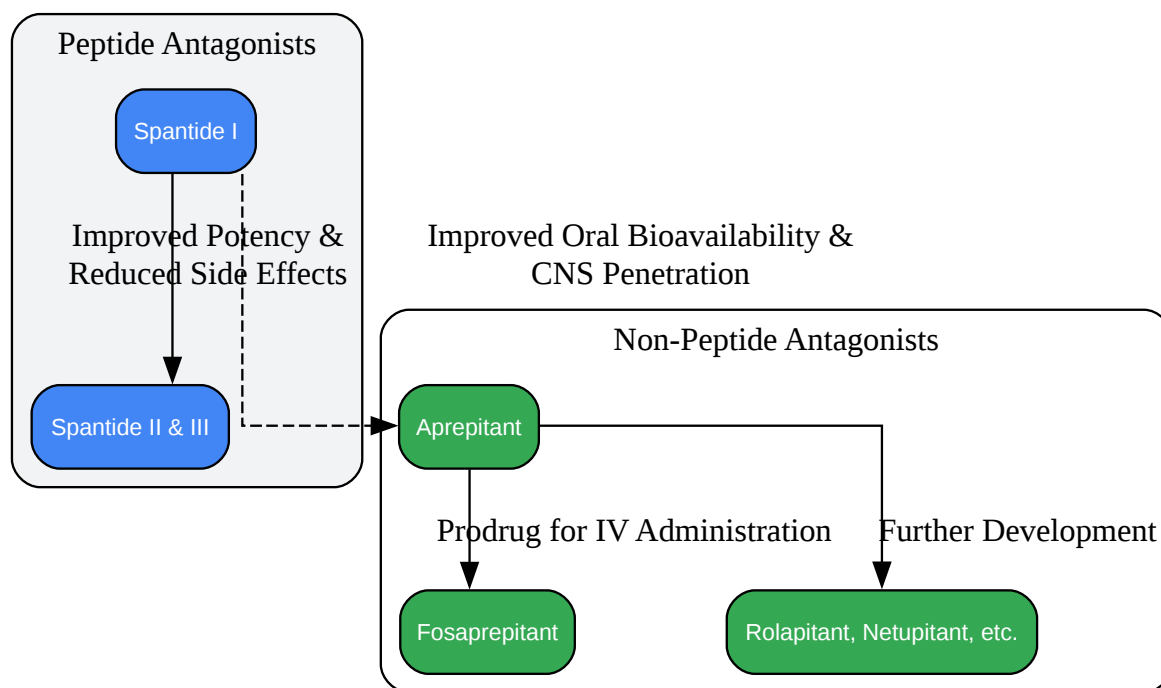 Peptide Antagonists
Spantide I
Improved Potency &
Reduced Side Effects
Spantide II & III
Improved Oral Bioavailability &
CNS Penetration
Non-Peptide Antagonists
Aprepitant
Prodrug for IV Administration
Further Development
Fosaprepitant
Rolapitant, Netupitant, etc.